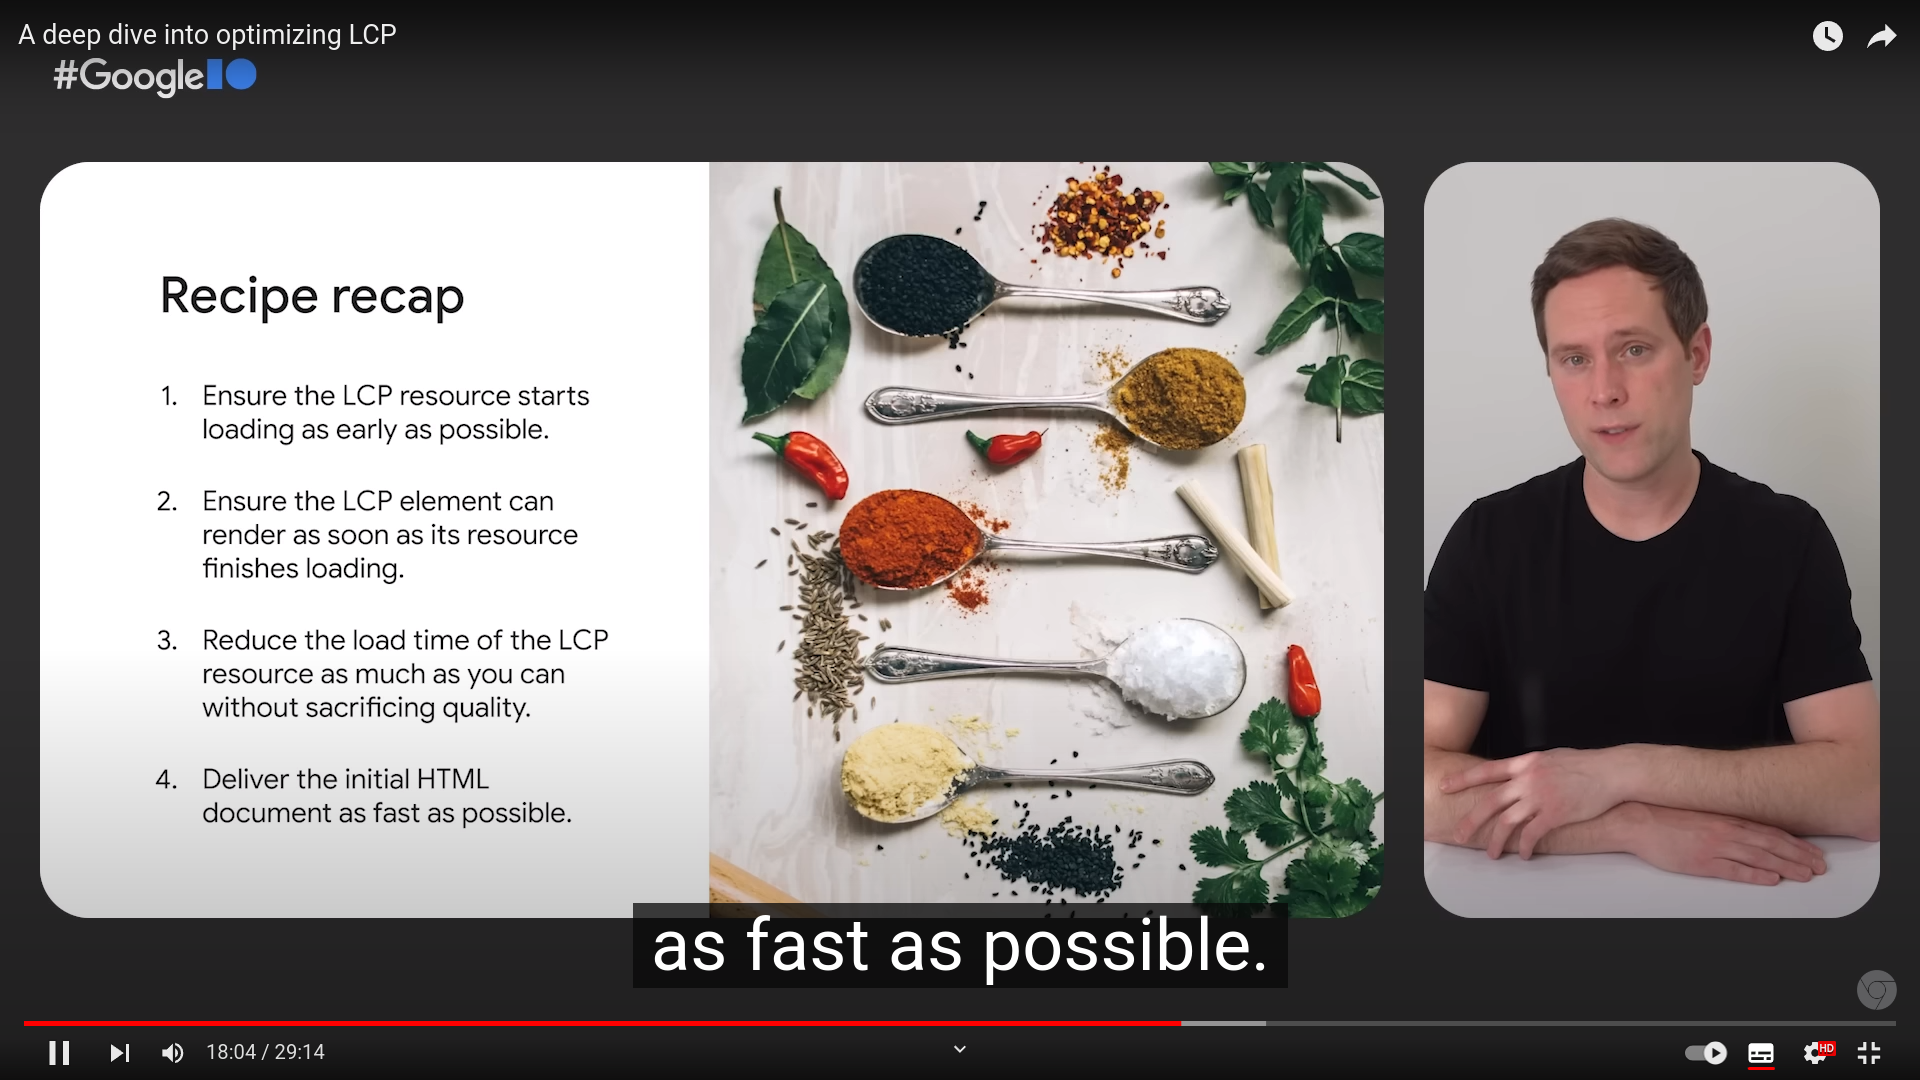 A deep dive into optimizing LCP
#GoogleIO
Recipe recap
1. Ensure the LCP resource starts
loading as early as possible.
2. Ensure the LCP element can
render as soon as its resource
finishes loading.
3. Reduce the load time of the LCP
resource as much as you can
without sacrificing quality.
4. Deliver the initial HTML
document as fast as possible.
as fast as possible.
18:04 / 29:14
HD